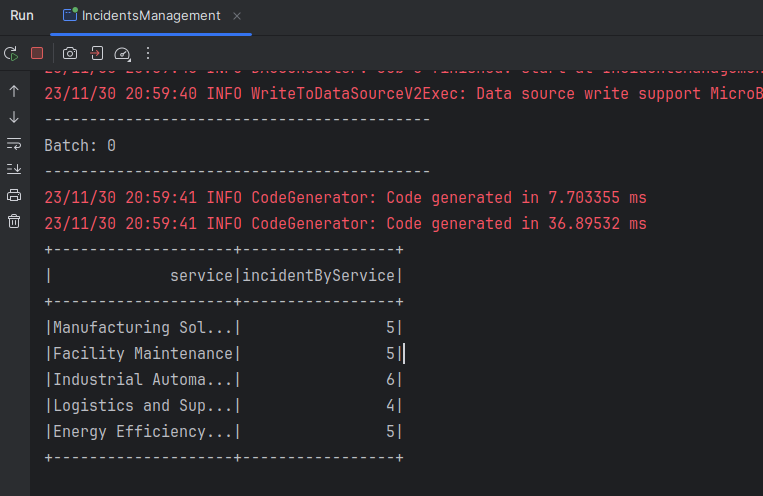 Run IncidentsManagement
23/11/30 20:59:40 INFO WriteToDataSourceV2Exec: Data source write support MicroB
-------------------------------------------
Batch: 0
-------------------------------------------
23/11/30 20:59:41 INFO CodeGenerator: Code generated in 7.703355 ms
23/11/30 20:59:41 INFO CodeGenerator: Code generated in 36.89532 ms
+--------------------+-----------------+
|             service|incidentByService|
+--------------------+-----------------+
|Manufacturing Sol...|                5|
|Facility Maintenance|                5|
|Industrial Automa...|                6|
|Logistics and Sup...|                4|
|Energy Efficiency...|                5|
+--------------------+-----------------+